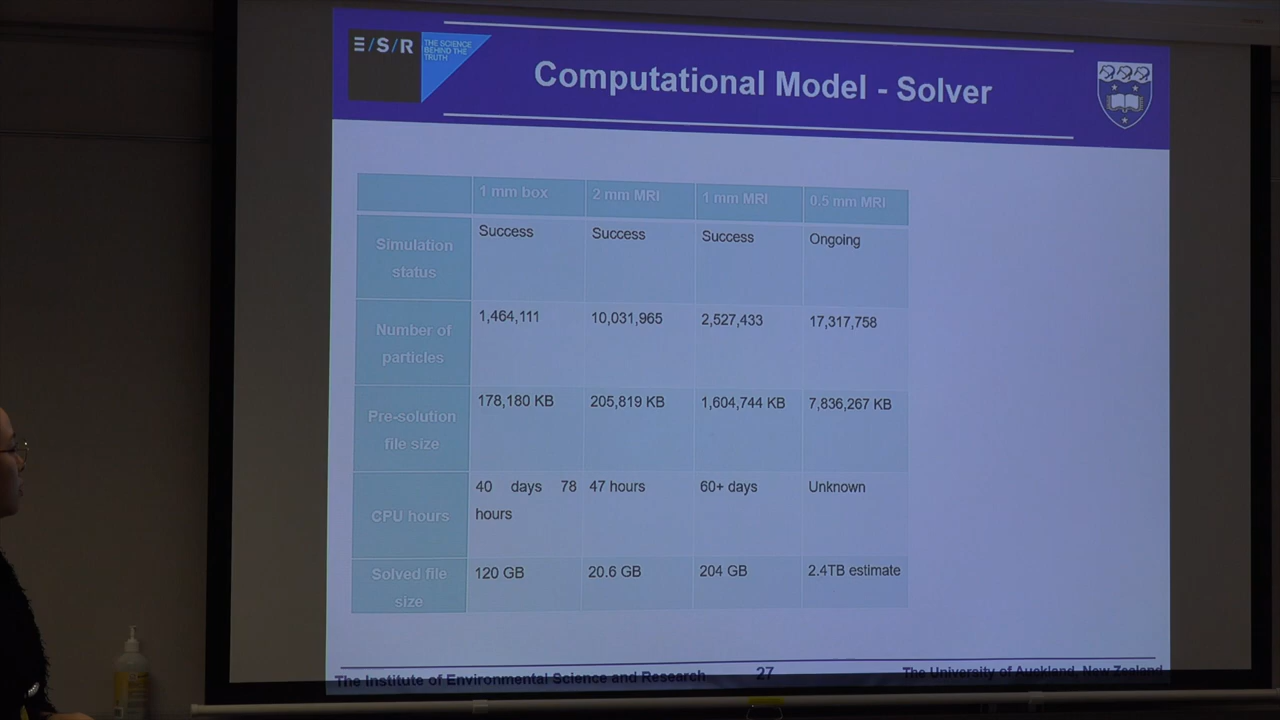 E/S/R
THE SCIENCE
BEHIND THE
TRUTH
Computational Model - Solver
1 mm box 2 mm MRI 1 mm MRI 0.5 mm MRI
Simulation status Success Success Success Ongoing
Number of particles 1,464,111 10,031,965 2,527,433 17,317,758
Pre-solution file size 178,180 KB 205,819 KB 1,604,744 KB 7,836,267 KB
CPU hours 40 days 78 hours 47 hours 60+ days Unknown
Solved file size 120 GB 20.6 GB 204 GB 2.4TB estimate
The Institute of Environmental Science and Research 27 The University of Auckland, New Zealand